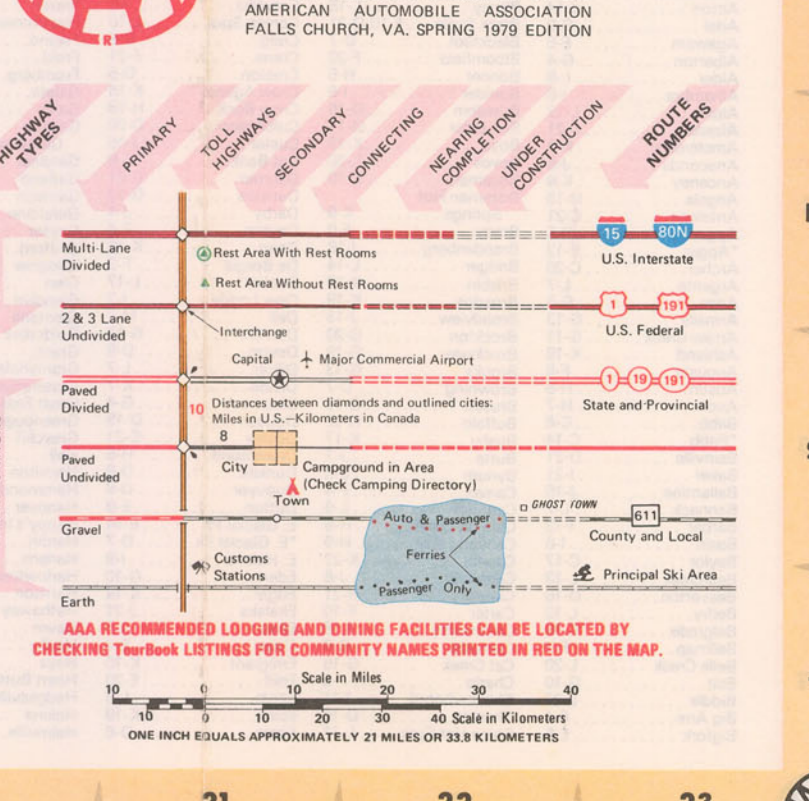 R
AMERICAN AUTOMOBILE ASSOCIATION
FALLS CHURCH, VA. SPRING 1979 EDITION
HIGHWAY
TYPES
PRIMARY
TOLL
HIGHWAYS
SECONDARY
CONNECTING
NEARING
COMPLETION
UNDER
CONSTRUCTION
ROUTE
NUMBERS
Multi-Lane
Divided
Rest Area With Rest Rooms
Rest Area Without Rest Rooms
15 80N
U.S. Interstate
2 & 3 Lane
Undivided
Interchange
1 191
U.S. Federal
Capital
Major Commercial Airport
Paved
Divided
1 19 191
State and Provincial
10 Distances between diamonds and outlined cities:
Miles in U.S.—Kilometers in Canada
8
Paved
Undivided
City
Campground in Area
(Check Camping Directory)
Town
Gravel
Auto & Passenger
GHOST TOWN
611
County and Local
Ferries
Customs
Stations
Passenger Only
Principal Ski Area
Earth
AAA RECOMMENDED LODGING AND DINING FACILITIES CAN BE LOCATED BY
CHECKING TourBook LISTINGS FOR COMMUNITY NAMES PRINTED IN RED ON THE MAP.
Scale in Miles
10 0 10 20 30 40
10 0 10 20 30 40 Scale in Kilometers
ONE INCH EQUALS APPROXIMATELY 21 MILES OR 33.8 KILOMETERS
21 22 23